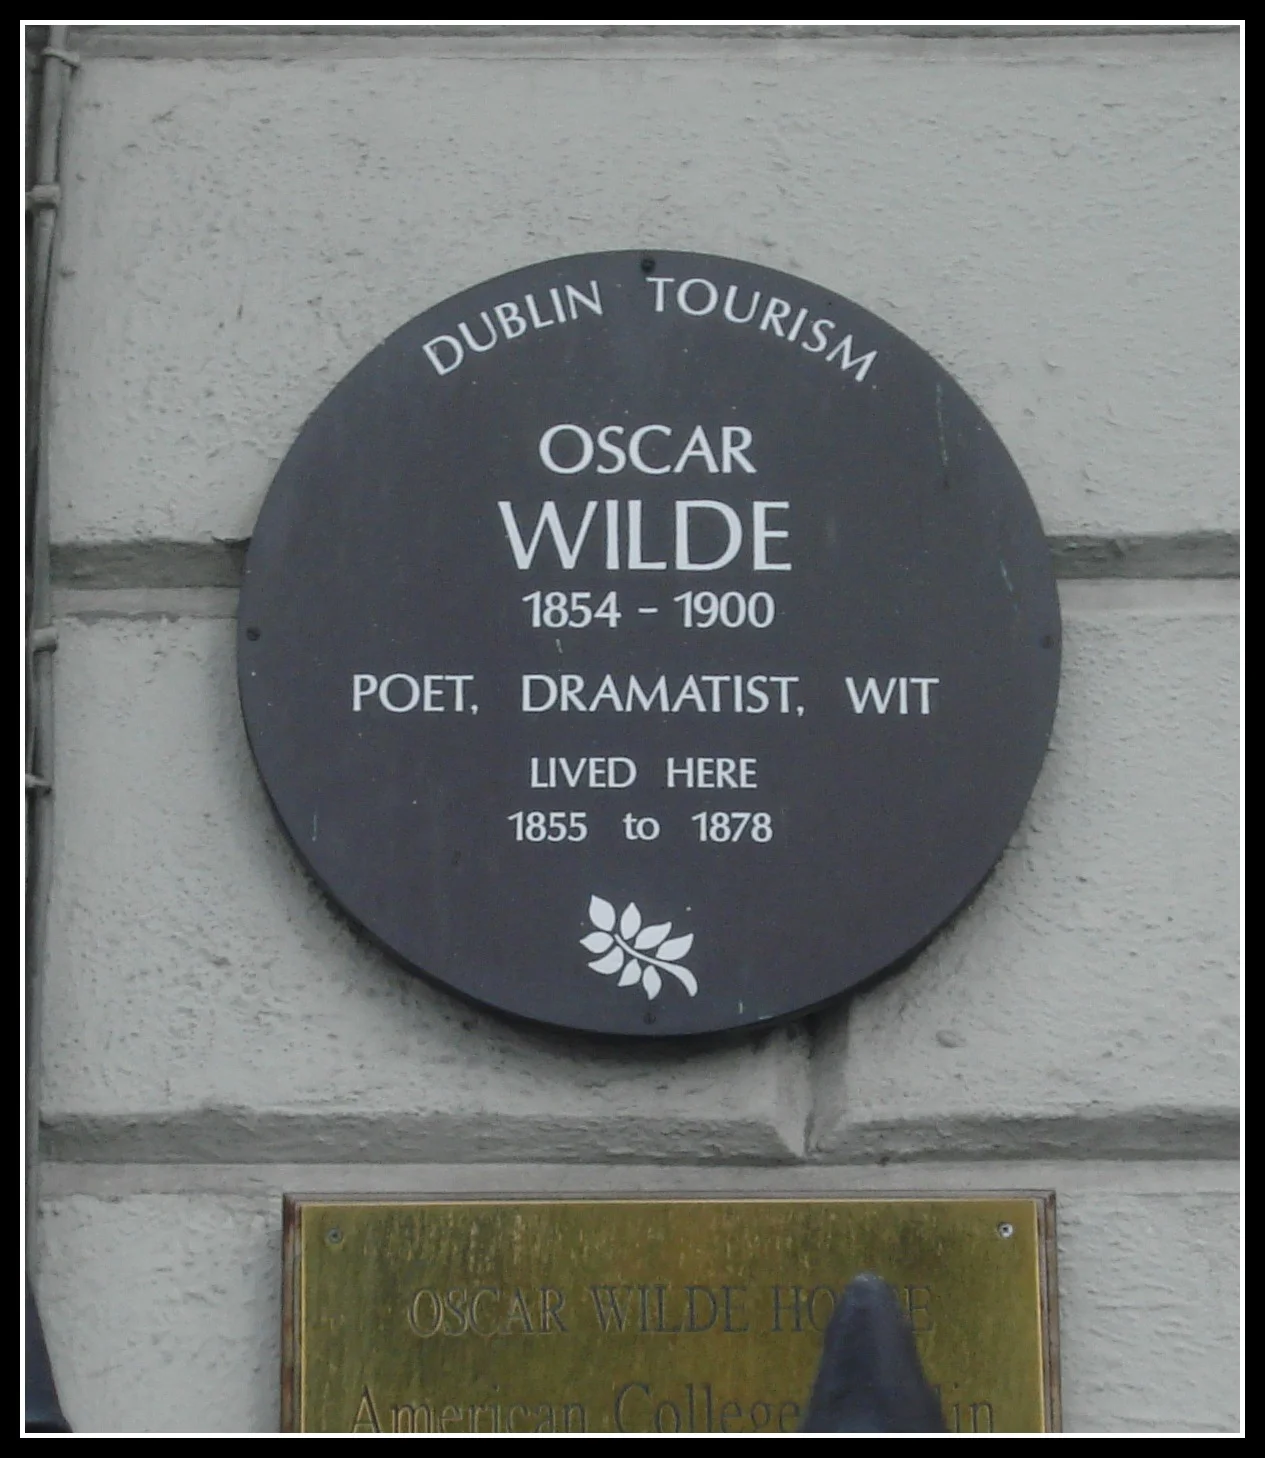 DUBLIN TOURISM
OSCAR
WILDE
1854 - 1900
POET, DRAMATIST, WIT
LIVED HERE
1855 to 1878
OSCAR WILDE
American College